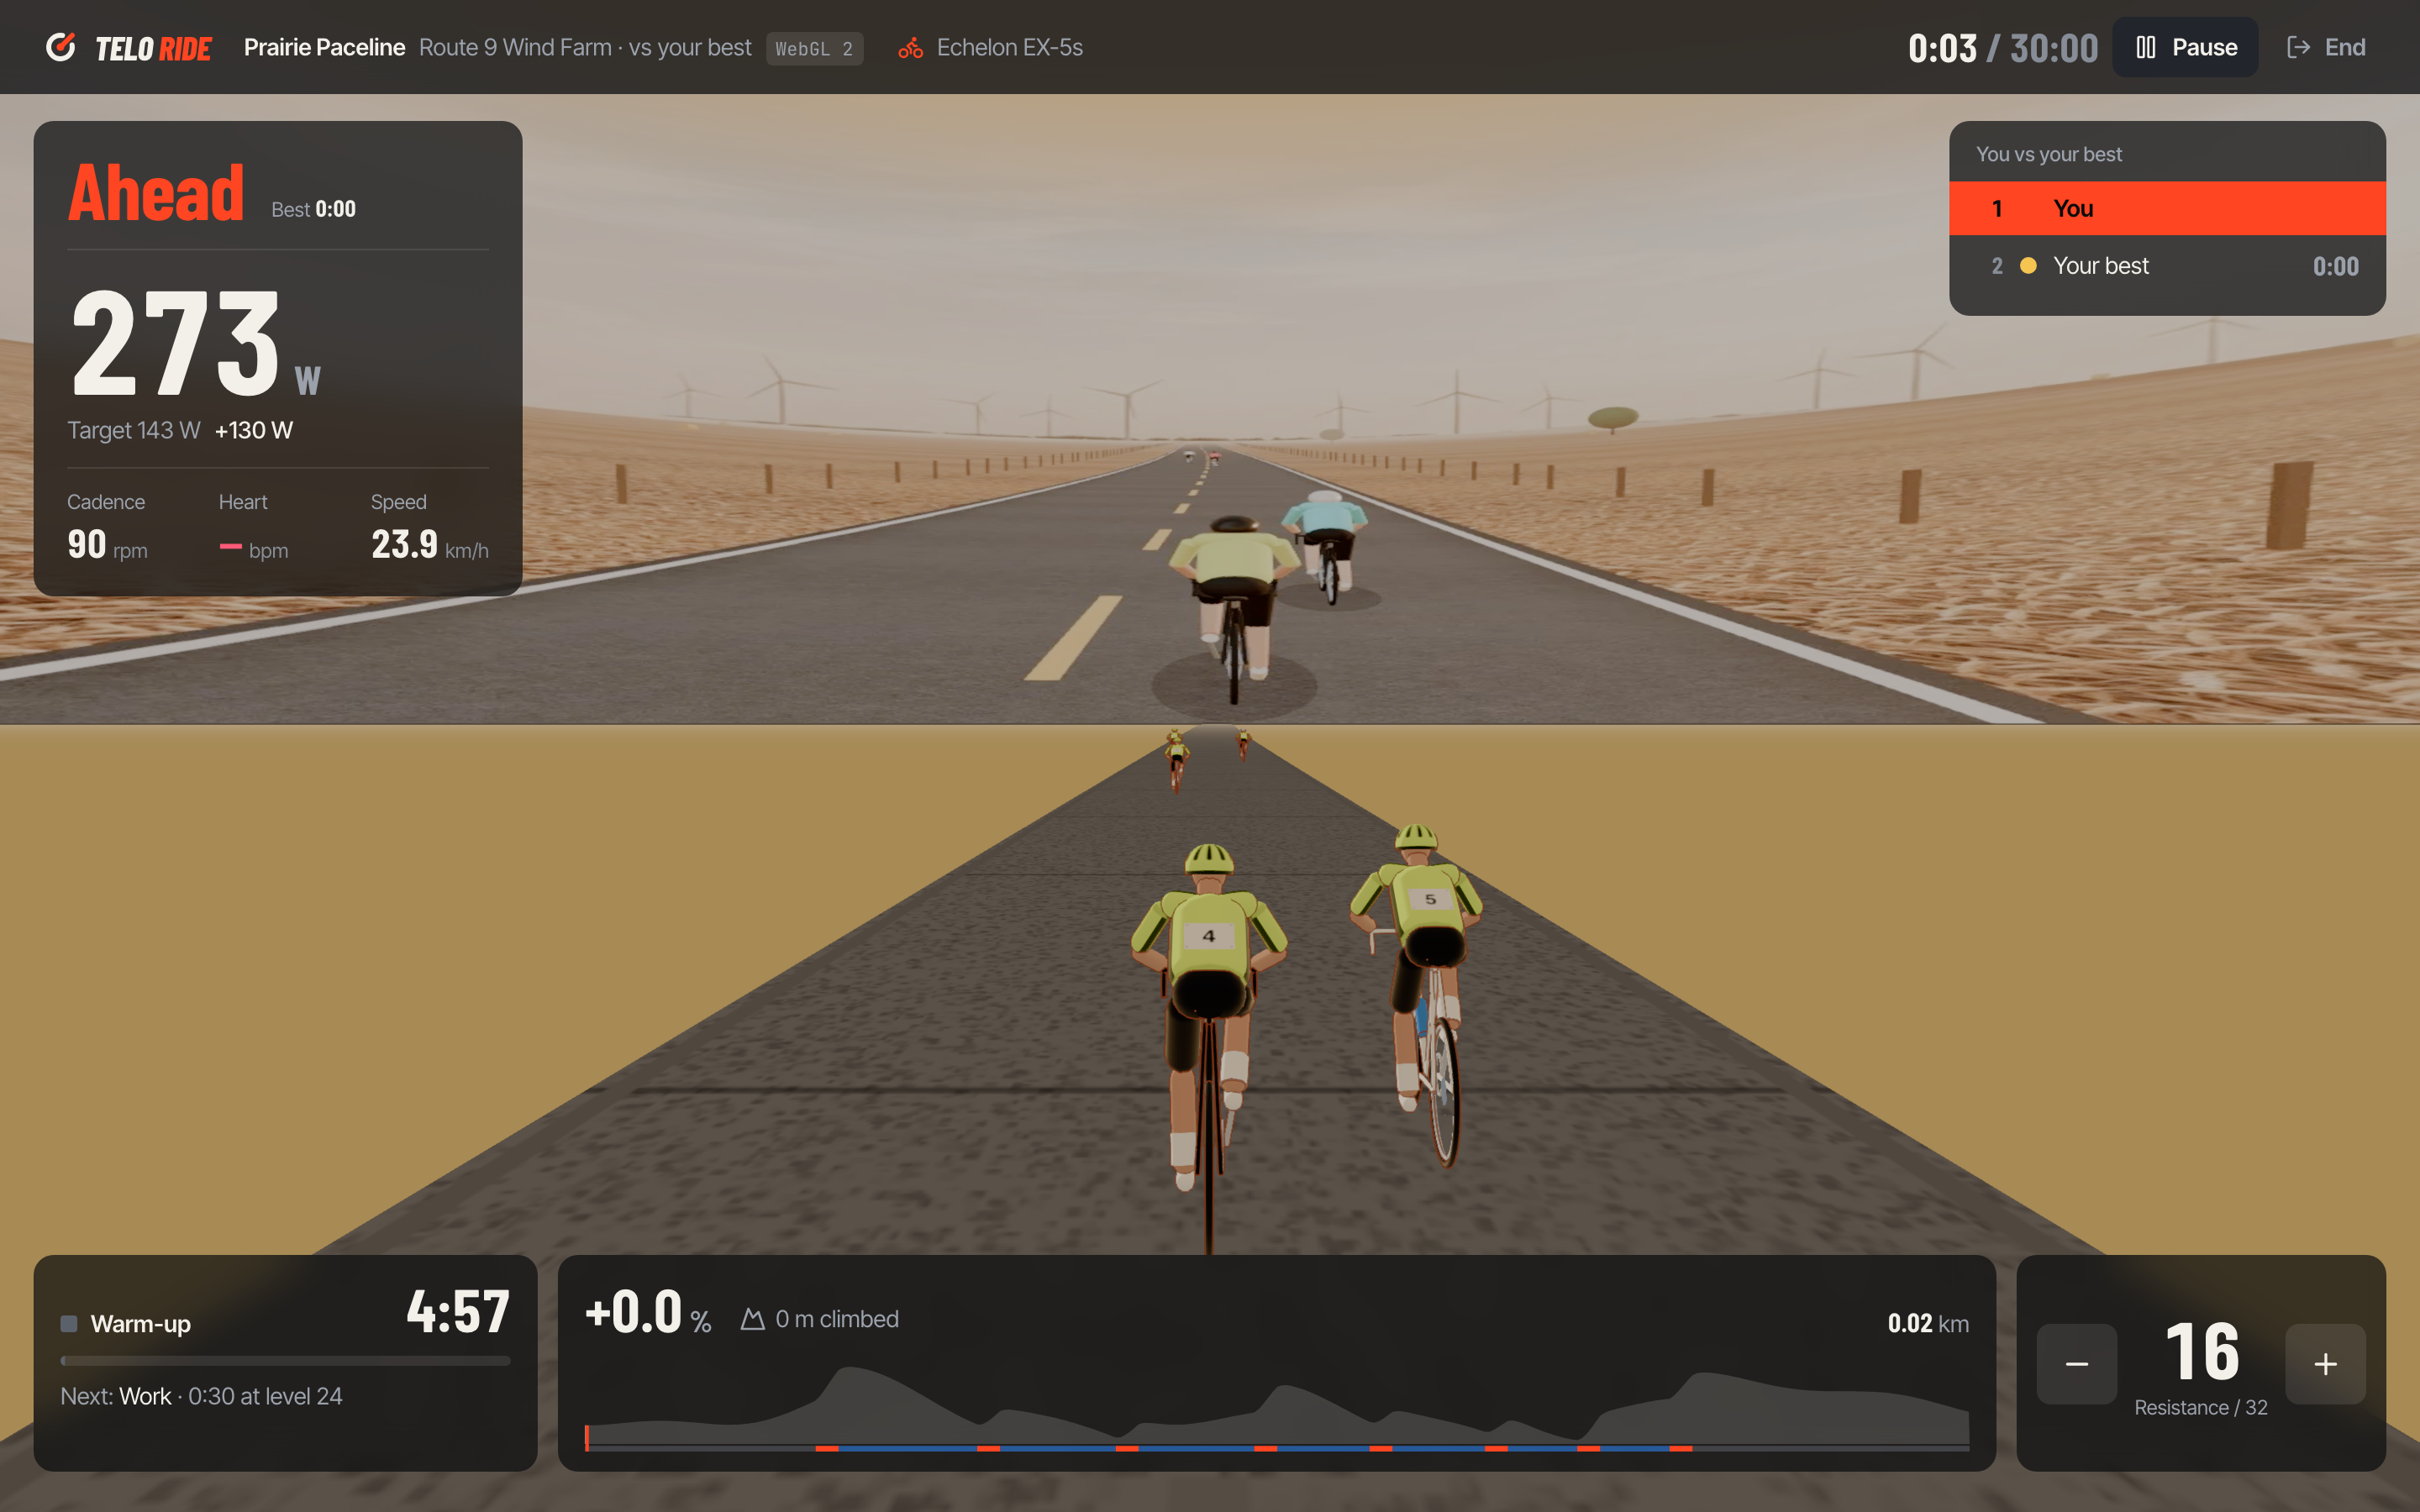 TELO RIDE Prairie Paceline Route 9 Wind Farm · vs your best WebGL 2 Echelon EX-5s 0:03 / 30:00 Pause End
Ahead Best 0:00
273 W
Target 143 W +130 W
Cadence Heart Speed
90 rpm — bpm 23.9 km/h
You vs your best
1 You
2 Your best 0:00
4
5
Warm-up 4:57
Next: Work · 0:30 at level 24
+0.0 % 0 m climbed 0.02 km
− 16 +
Resistance / 32